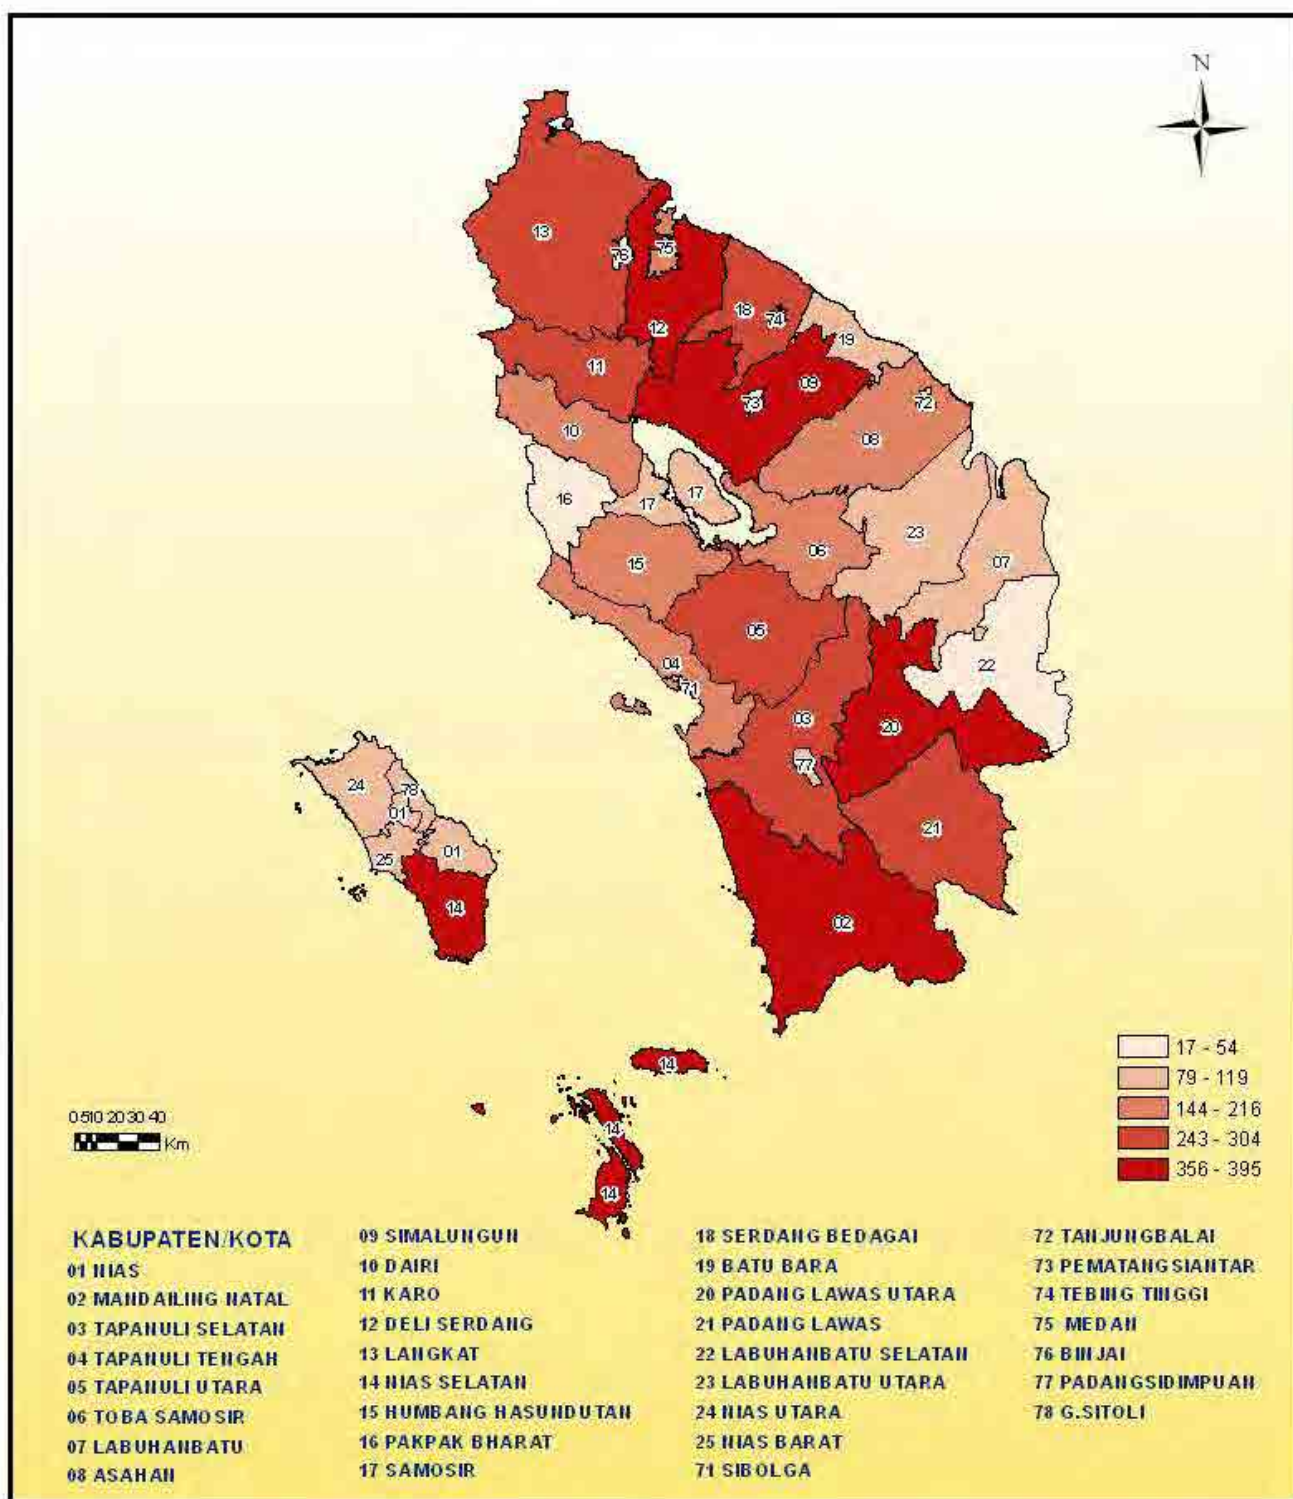 N
13
76
75
18
74
12
19
11
09
73
72
10
08
16
17
17
23
06
15
07
05
04
22
71
03
20
77
24
78
01
21
25
01
14
02
14
14
14
17 - 54
79 - 119
144 - 216
243 - 304
356 - 395
0510 20 30 40
Km
KABUPATEN/KOTA
01 NIAS
02 MANDAILING NATAL
03 TAPANULI SELATAN
04 TAPANULI TENGAH
05 TAPANULI UTARA
06 TOBA SAMOSIR
07 LABUHANBATU
08 ASAHAN
09 SIMALUNGUN
10 DAIRI
11 KARO
12 DELI SERDANG
13 LANGKAT
14 NIAS SELATAN
15 HUMBANG HASUNDUTAN
16 PAKPAK BHARAT
17 SAMOSIR
18 SERDANG BEDAGAI
19 BATU BARA
20 PADANG LAWAS UTARA
21 PADANG LAWAS
22 LABUHANBATU SELATAN
23 LABUHANBATU UTARA
24 NIAS UTARA
25 NIAS BARAT
71 SIBOLGA
72 TANJUNGBALAI
73 PEMATANGSIANTAR
74 TEBING TINGGI
75 MEDAN
76 BINJAI
77 PADANGSIDIMPUAN
78 G.SITOLI